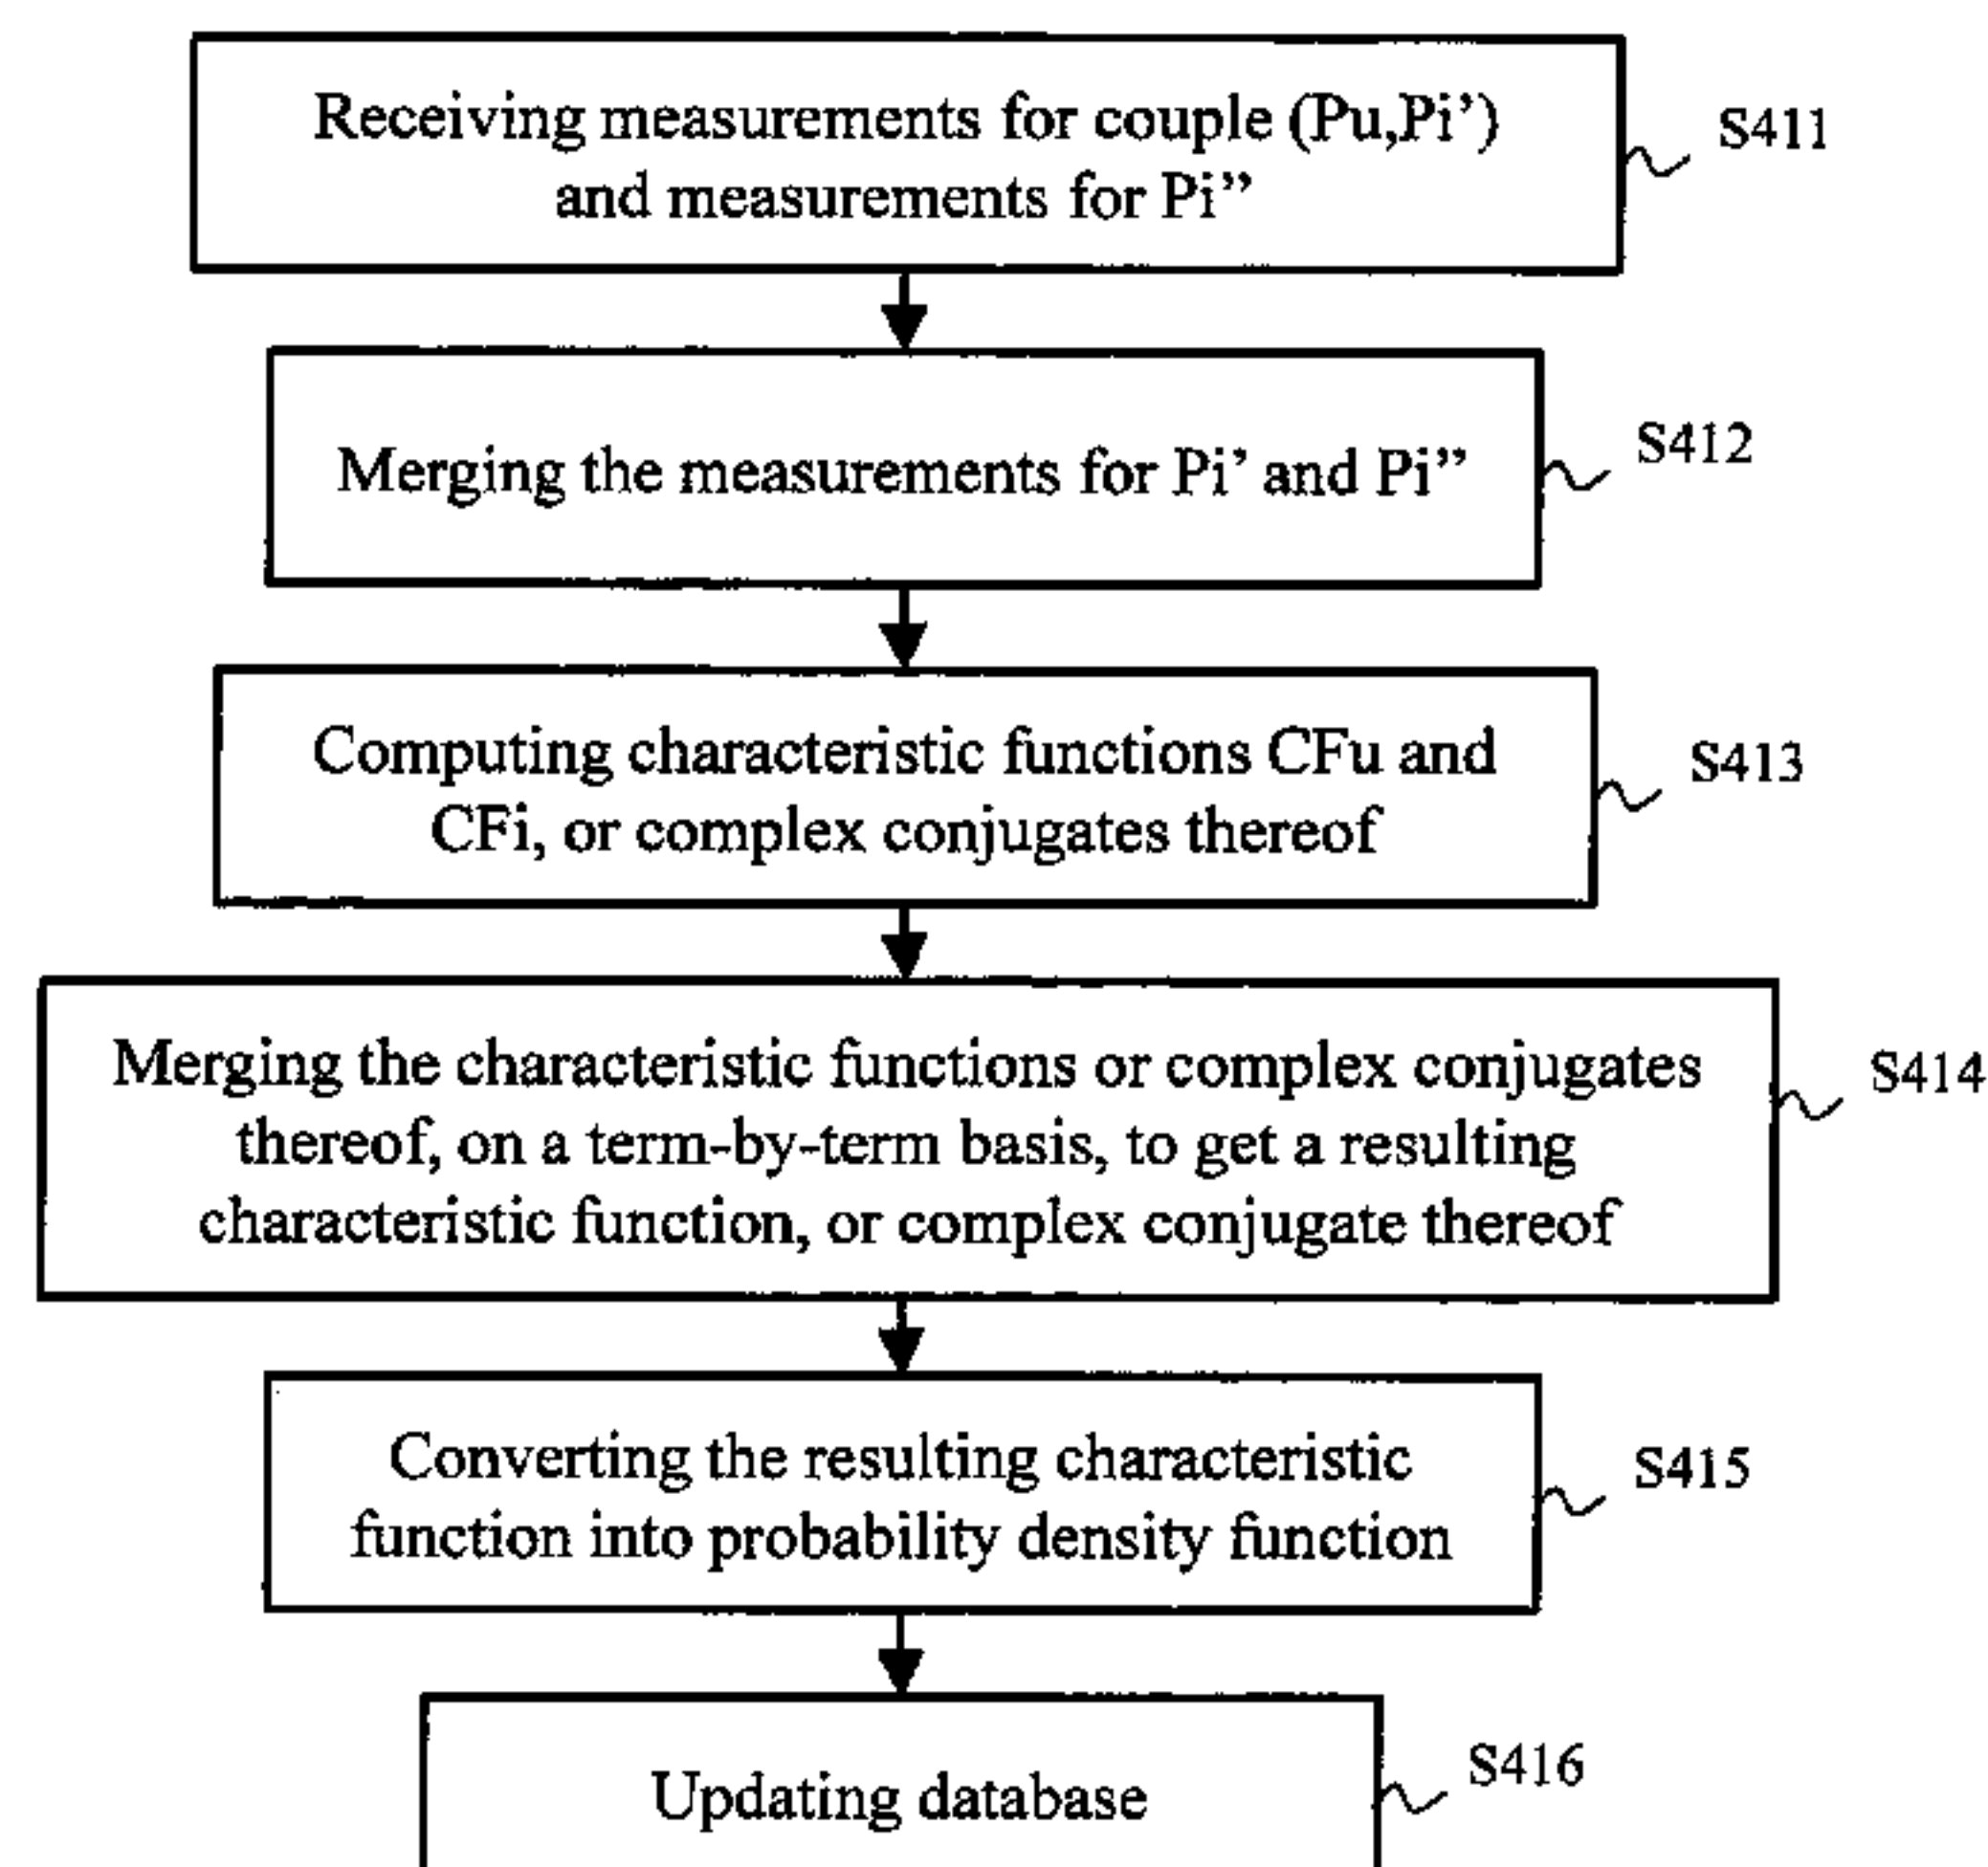 Receiving measurements for couple (Pu,Pi’)
and measurements for Pi”
S411
Merging the measurements for Pi’ and Pi”
S412
Computing characteristic functions CFu and
CFi, or complex conjugates thereof
S413
Merging the characteristic functions or complex conjugates
thereof, on a term-by-term basis, to get a resulting
characteristic function, or complex conjugate thereof
S414
Converting the resulting characteristic
function into probability density function
S415
Updating database
S416